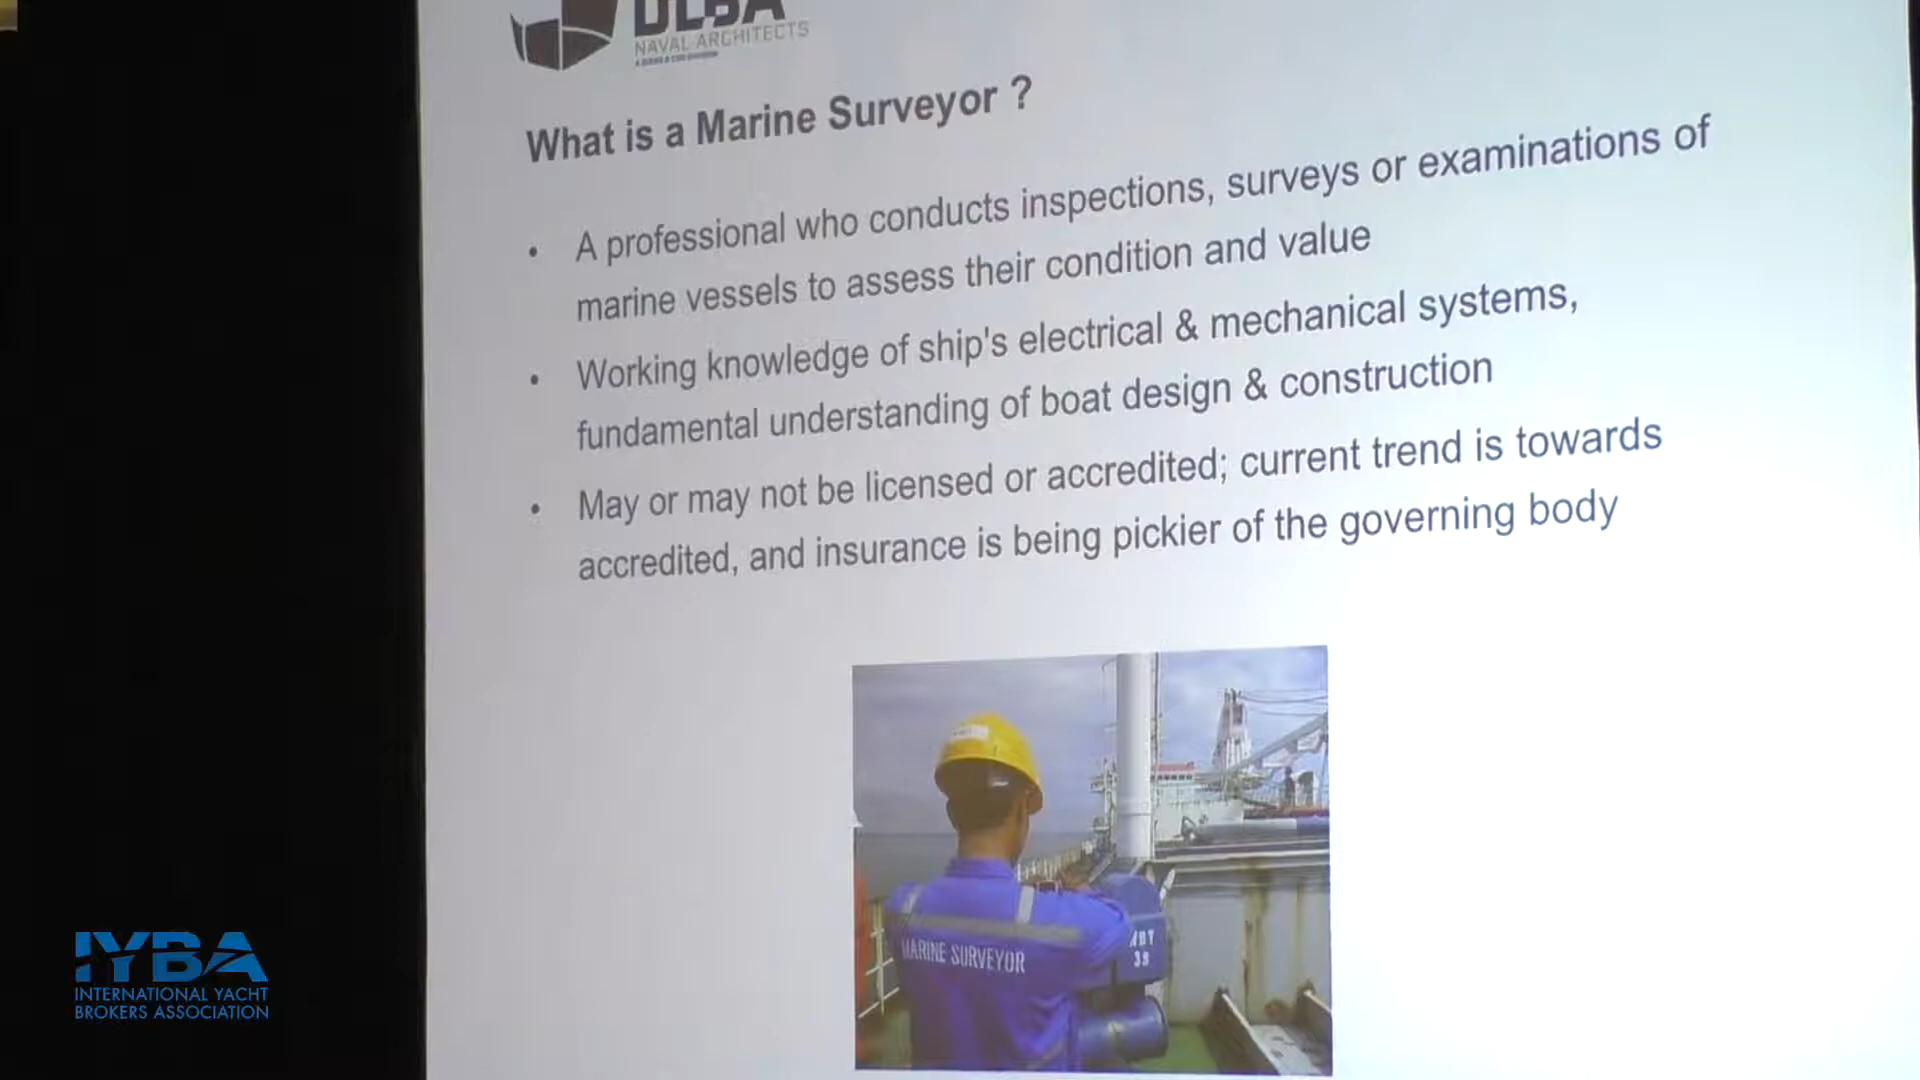 NAVAL ARCHITECTS
What is a Marine Surveyor ?
• A professional who conducts inspections, surveys or examinations of
marine vessels to assess their condition and value
• Working knowledge of ship's electrical & mechanical systems,
fundamental understanding of boat design & construction
• May or may not be licensed or accredited; current trend is towards
accredited, and insurance is being pickier of the governing body
MARINE SURVEYOR
39
IYBA
INTERNATIONAL YACHT
BROKERS ASSOCIATION